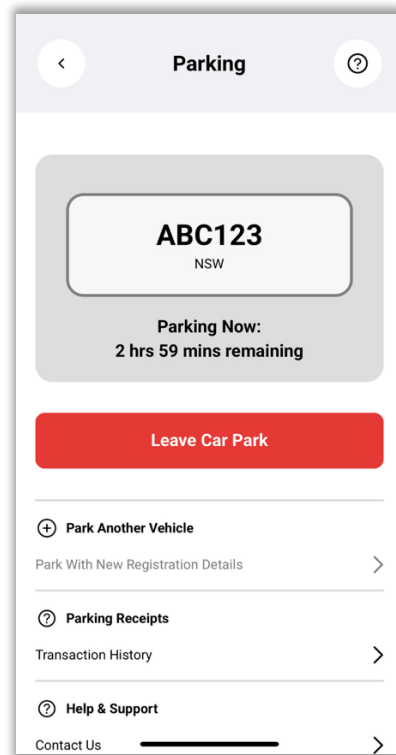 Parking
ABC123
NSW
Parking Now:
2 hrs 59 mins remaining
Leave Car Park
Park Another Vehicle
Park With New Registration Details
Parking Receipts
Transaction History
Help & Support
Contact Us